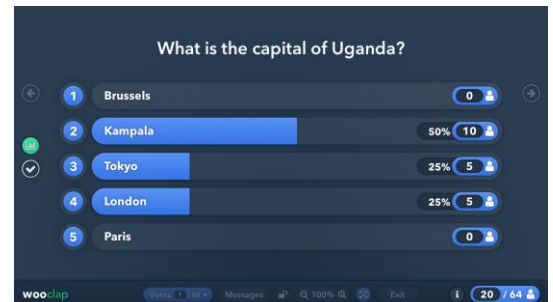 What is the capital of Uganda?
1 Brussels 0
2 Kampala 50% 10
3 Tokyo 25% 5
4 London 25% 5
5 Paris 0
wooclap Votes Messages 100% Exit i 20 / 64